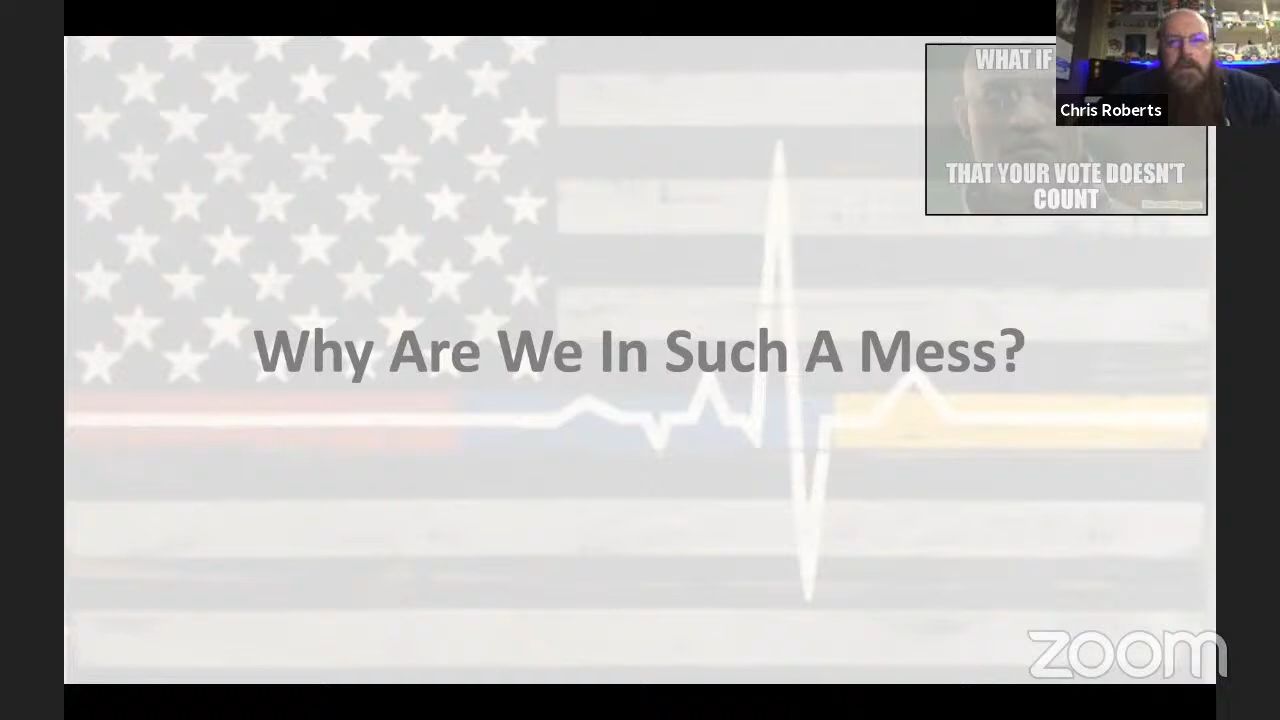 WHAT IF
Chris Roberts
THAT YOUR VOTE DOESN'T
COUNT
Why Are We In Such A Mess?
zoom